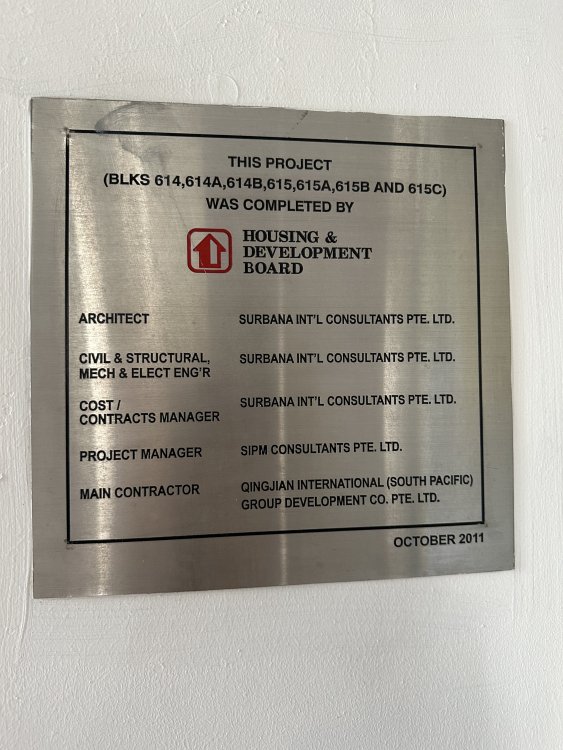 THIS PROJECT
(BLKS 614,614A,614B,615,615A,615B AND 615C)
WAS COMPLETED BY
HOUSING &
DEVELOPMENT
BOARD
ARCHITECT SURBANA INT'L CONSULTANTS PTE. LTD.
CIVIL & STRUCTURAL, SURBANA INT'L CONSULTANTS PTE. LTD.
MECH & ELECT ENG'R
COST / SURBANA INT'L CONSULTANTS PTE. LTD.
CONTRACTS MANAGER
PROJECT MANAGER SIPM CONSULTANTS PTE. LTD.
MAIN CONTRACTOR QINGJIAN INTERNATIONAL (SOUTH PACIFIC)
GROUP DEVELOPMENT CO. PTE. LTD.
OCTOBER 2011